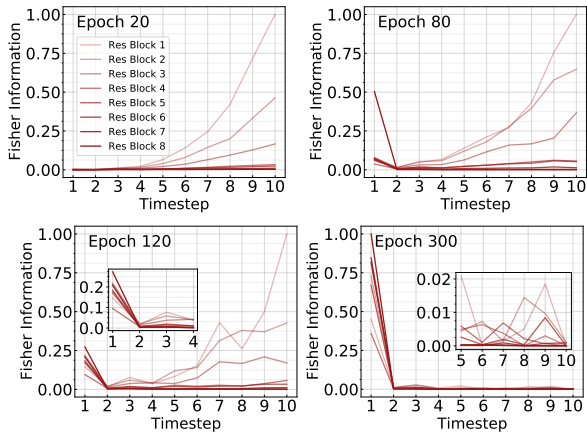 Epoch 20
Fisher Information
1.00
0.75
0.50
0.25
0.00
Res Block 1
Res Block 2
Res Block 3
Res Block 4
Res Block 5
Res Block 6
Res Block 7
Res Block 8
1 2 3 4 5 6 7 8 9 10
Timestep
Epoch 80
Fisher Information
1.00
0.75
0.50
0.25
0.00
1 2 3 4 5 6 7 8 9 10
Timestep
Epoch 120
Fisher Information
1.00
0.75
0.50
0.25
0.00
0.2
0.1
0.0
1 2 3 4
1 2 3 4 5 6 7 8 9 10
Timestep
Epoch 300
Fisher Information
1.00
0.75
0.50
0.25
0.00
0.02
0.01
0.00
5 6 7 8 9 10
1 2 3 4 5 6 7 8 9 10
Timestep